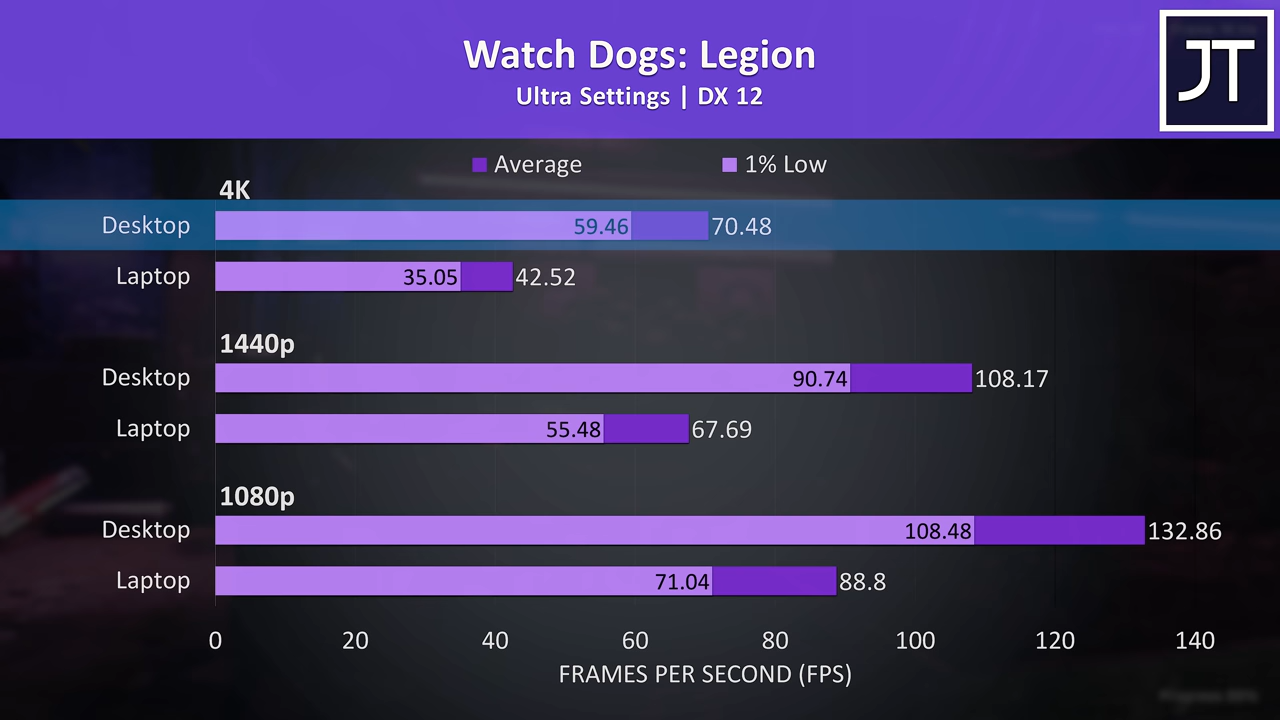 Watch Dogs: Legion
JT
Ultra Settings | DX 12
Average 1% Low
4K
Desktop 59.46 70.48
Laptop 35.05 42.52
1440p
Desktop 90.74 108.17
Laptop 55.48 67.69
1080p
Desktop 108.48 132.86
Laptop 71.04 88.8
0 20 40 60 80 100 120 140
FRAMES PER SECOND (FPS)